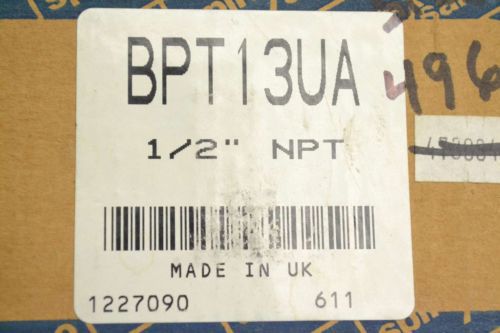 BPT13UA
1/2" NPT
MADE IN UK
1227090 611
496